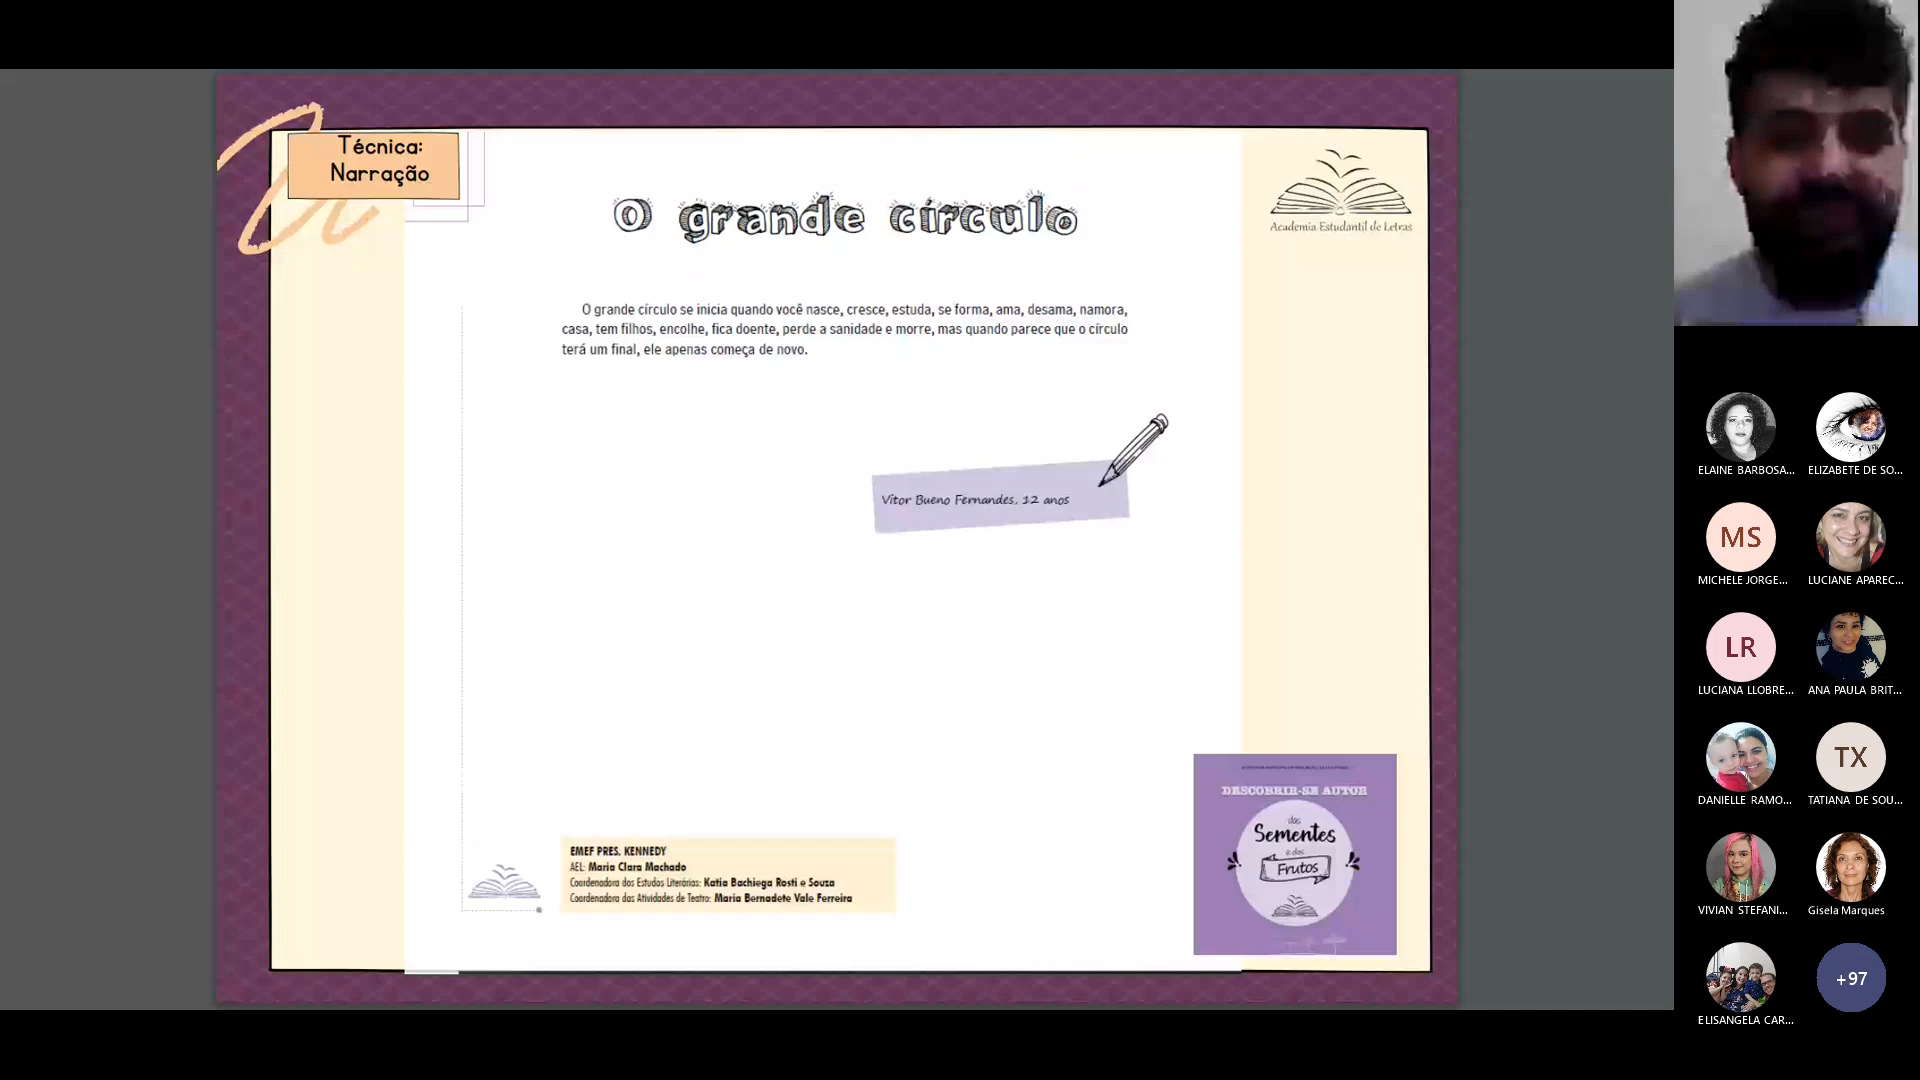 Técnica:
Narração
O grande círculo
Academia Estudantil de Letras
O grande círculo se inicia quando você nasce, cresce, estuda, se forma, ama, desama, namora,
casa, tem filhos, encolhe, fica doente, perde a sanidade e morre, mas quando parece que o círculo
terá um final, ele apenas começa de novo.
Vitor Bueno Fernandes, 12 anos
EMEF PRES. KENNEDY
AEL: Maria Clara Machado
Coordenadora dos Estudos Literários: Katia Bachiega Rosti e Souza
Coordenadora das Atividades de Teatro: Maria Bernadete Vale Ferreira
DESCOBRIR-SE AUTOR
das
Sementes
e dos
Frutos
ELAINE BARBOSA...
ELIZABETE DE SO...
MS
MICHELE JORGE...
LUCIANE APAREC...
LR
LUCIANA LLOBRE...
ANA PAULA BRIT...
DANIELLE RAMO...
TX
TATIANA DE SOU...
VIVIAN STEFANI...
Gisela Marques
ELISANGELA CAR...
+97